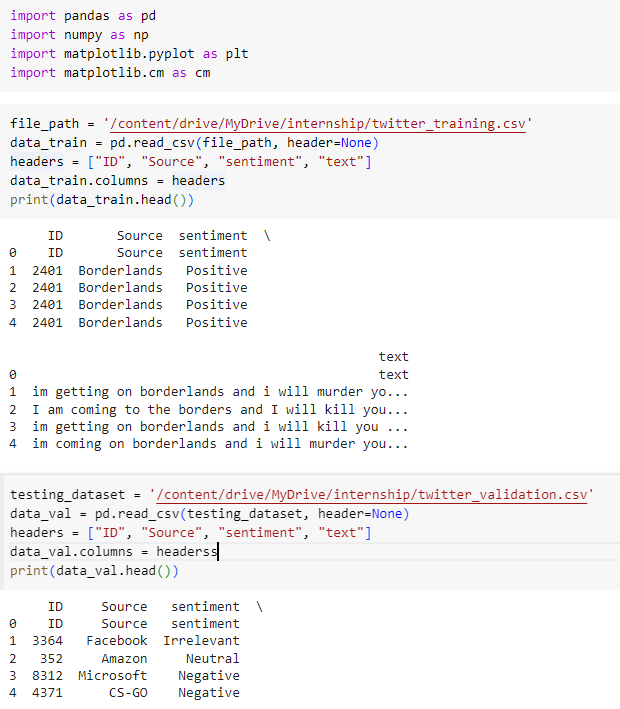 import pandas as pd
import numpy as np
import matplotlib.pyplot as plt
import matplotlib.cm as cm
file_path = '/content/drive/MyDrive/internship/twitter_training.csv'
data_train = pd.read_csv(file_path, header=None)
headers = ["ID", "Source", "sentiment", "text"]
data_train.columns = headers
print(data_train.head())
     ID       Source  sentiment  \
0    ID       Source  sentiment
1  2401  Borderlands   Positive
2  2401  Borderlands   Positive
3  2401  Borderlands   Positive
4  2401  Borderlands   Positive
                                                text
0                                               text
1  im getting on borderlands and i will murder yo...
2  I am coming to the borders and I will kill you...
3  im getting on borderlands and i will kill you ...
4  im coming on borderlands and i will murder you...
testing_dataset = '/content/drive/MyDrive/internship/twitter_validation.csv'
data_val = pd.read_csv(testing_dataset, header=None)
headers = ["ID", "Source", "sentiment", "text"]
data_val.columns = headerss
print(data_val.head())
     ID     Source   sentiment  \
0    ID     Source   sentiment
1  3364   Facebook  Irrelevant
2   352     Amazon     Neutral
3  8312  Microsoft    Negative
4  4371      CS-GO    Negative